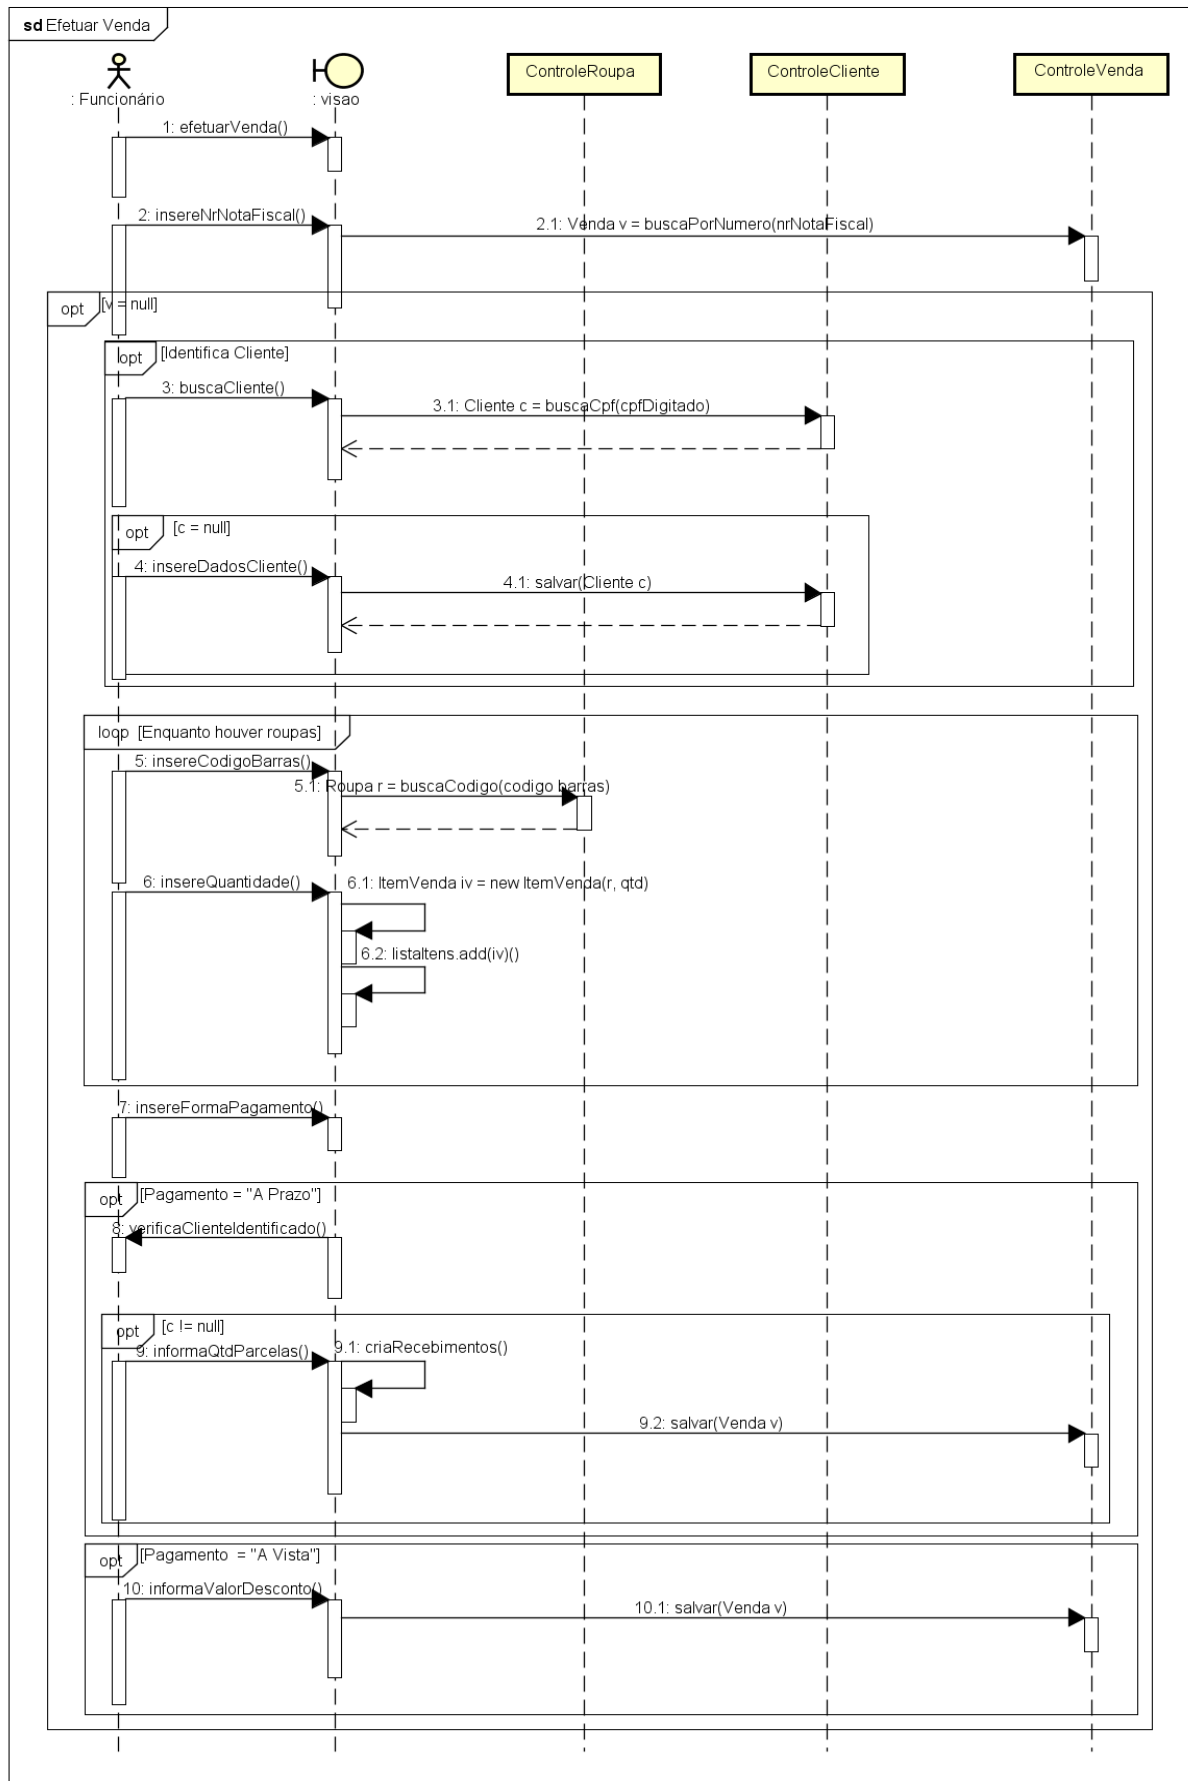 sd Efetuar Venda
: Funcionário
: visao
ControleRoupa
ControleCliente
ControleVenda
1: efetuarVenda()
2: insereNrNotaFiscal()
2.1: Venda v = buscaPorNumero(nrNotaFiscal)
opt [v = null]
opt [Identifica Cliente]
3: buscaCliente()
3.1: Cliente c = buscaCpf(cpfDigitado)
opt [c = null]
4: insereDadosCliente()
4.1: salvar(Cliente c)
loop [Enquanto houver roupas]
5: insereCodigoBarras()
5.1: Roupa r = buscaCodigo(codigo barras)
6: insereQuantidade()
6.1: ItemVenda iv = new ItemVenda(r, qtd)
6.2: listaItens.add(iv)()
7: insereFormaPagamento()
opt [Pagamento = "A Prazo"]
8: verificaClienteIdentificado()
opt [c != null]
9: informaQtdParcelas()
9.1: criaRecebimentos()
9.2: salvar(Venda v)
opt [Pagamento  = "A Vista"]
10: informaValorDesconto()
10.1: salvar(Venda v)